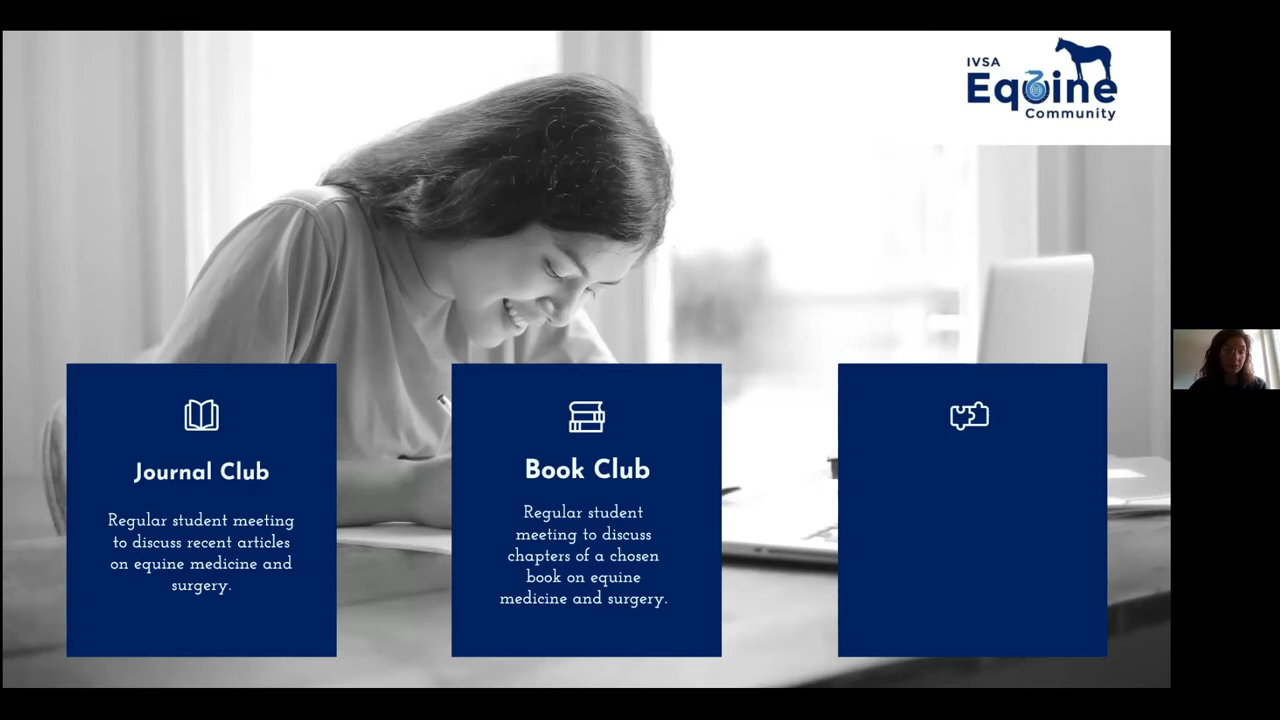 IVSA
Equine
Community
Journal Club
Regular student meeting
to discuss recent articles
on equine medicine and
surgery.
Book Club
Regular student
meeting to discuss
chapters of a chosen
book on equine
medicine and surgery.